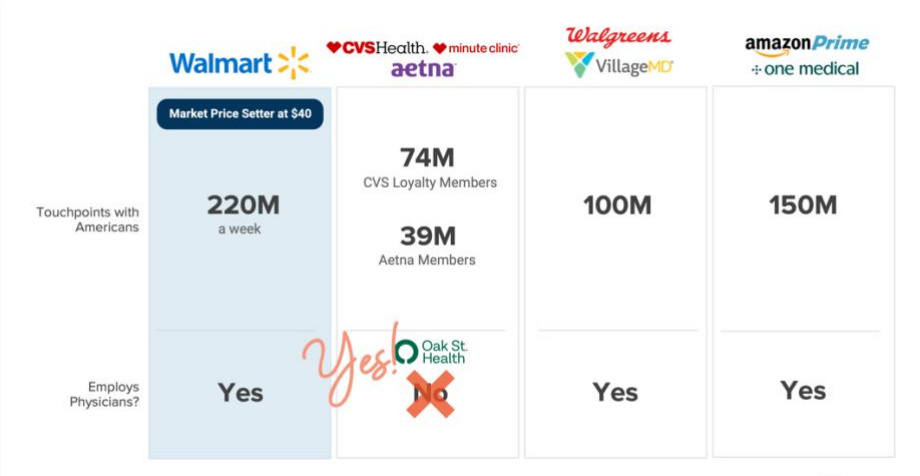 Walmart
CVSHealth. minute clinic
aetna
Walgreens
VillageMD
amazon Prime
one medical
Market Price Setter at $40
Touchpoints with
Americans
220M
a week
74M
CVS Loyalty Members
39M
Aetna Members
100M
150M
Employs
Physicians?
Yes
Yes!
Oak St.
Health
No
Yes
Yes